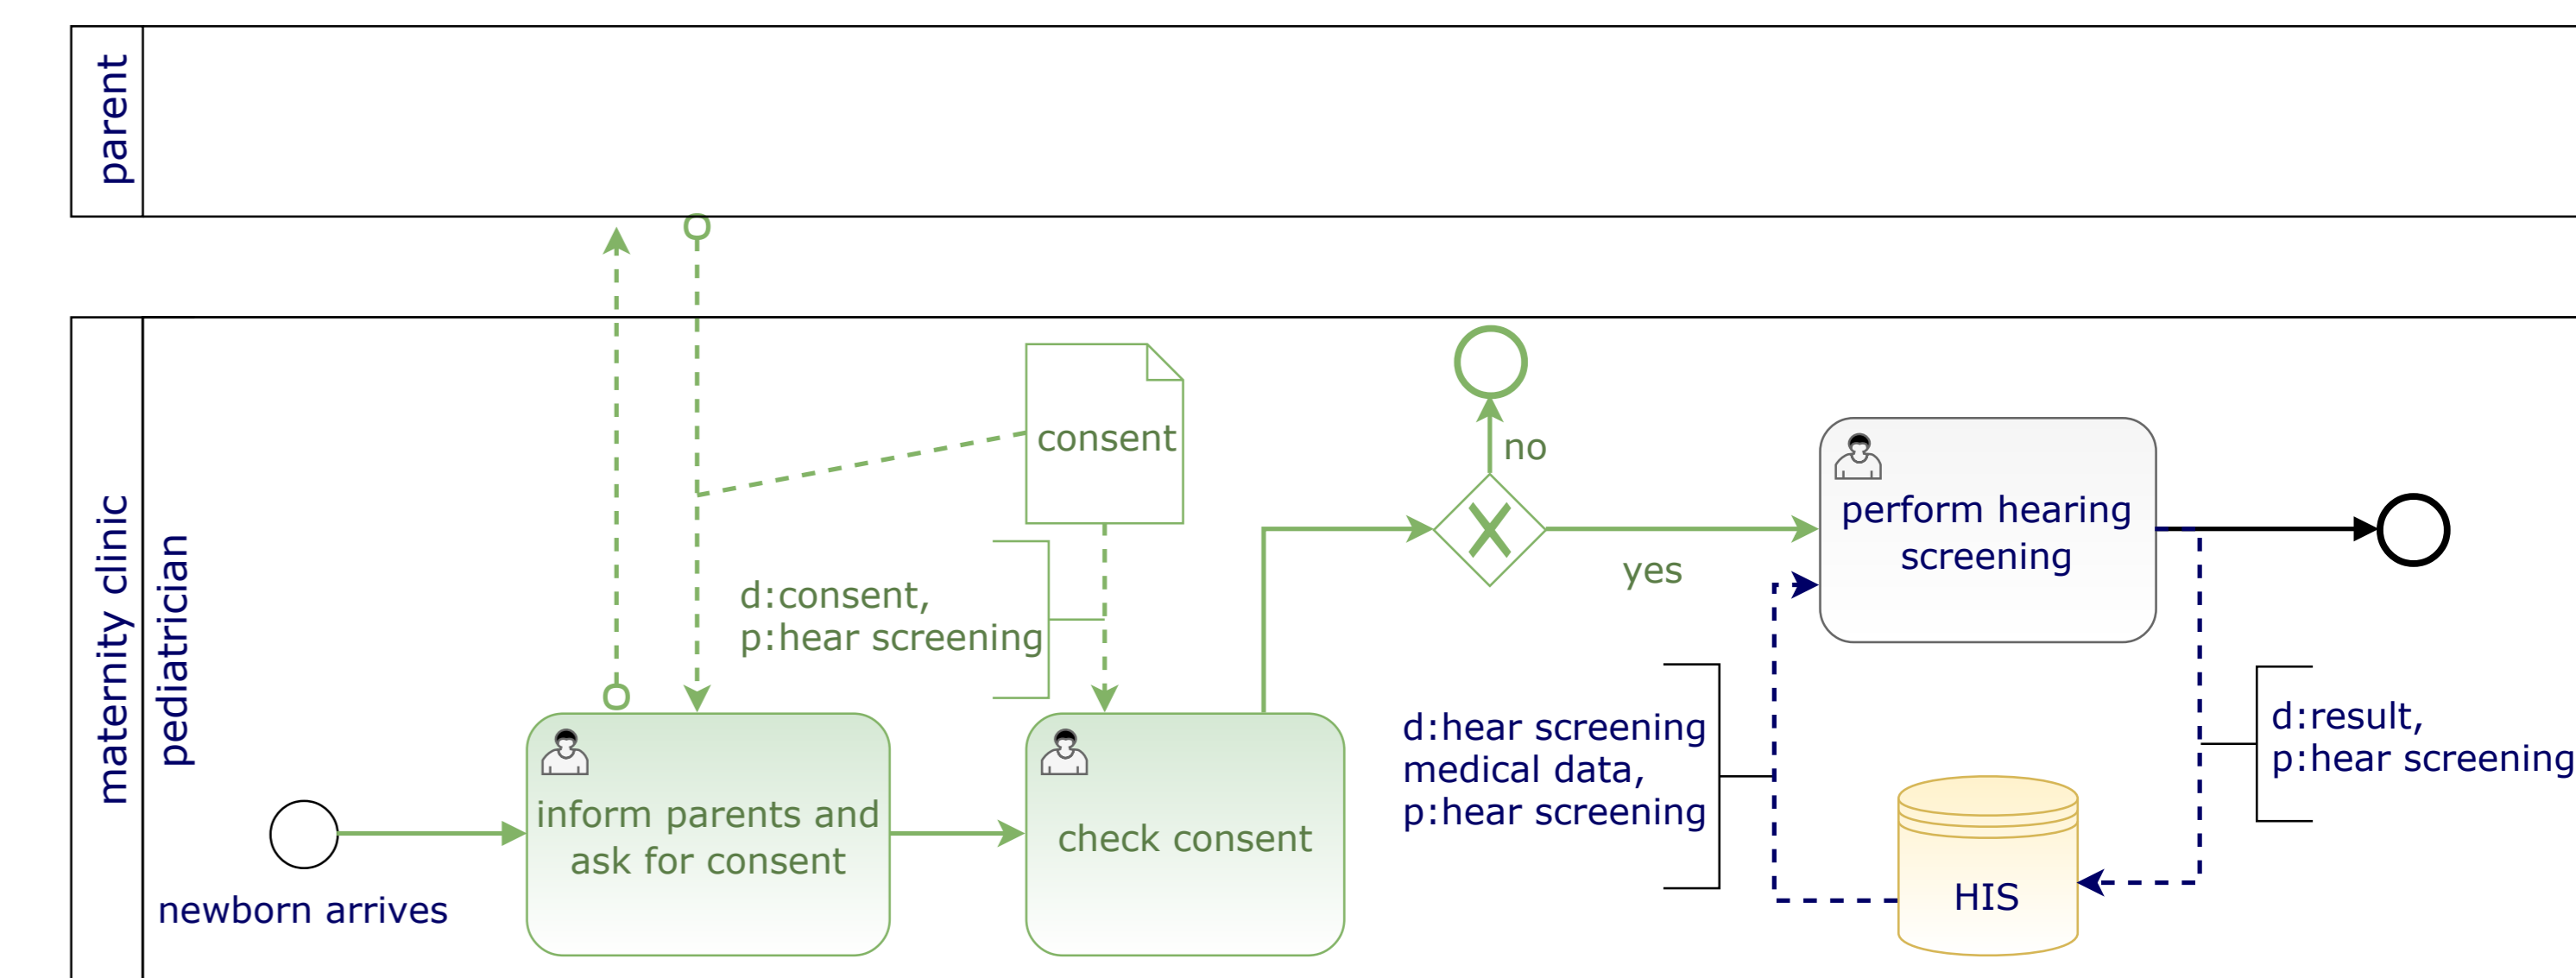 parent
maternity clinic
pediatrician
newborn arrives
inform parents and
ask for consent
d:consent,
p:hear screening
consent
check consent
no
yes
perform hearing
screening
d:hear screening
medical data,
p:hear screening
HIS
d:result,
p:hear screening